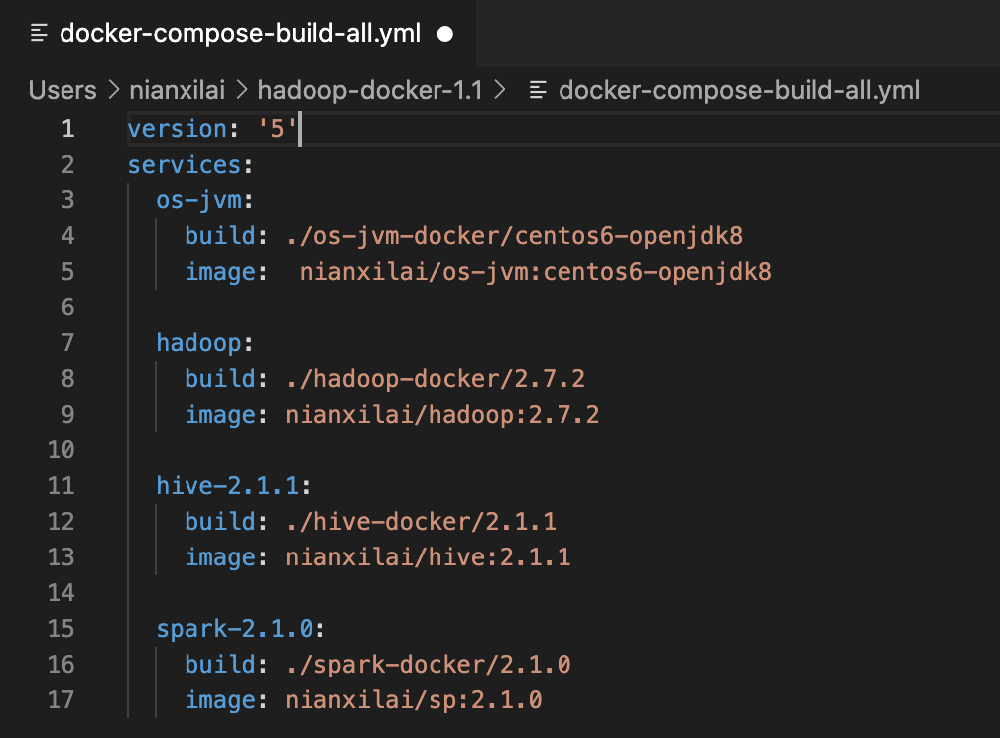 docker-compose-build-all.yml
Users > nianxilai > hadoop-docker-1.1 > docker-compose-build-all.yml
1 version: '5'
2 services:
3   os-jvm:
4     build: ./os-jvm-docker/centos6-openjdk8
5     image:  nianxilai/os-jvm:centos6-openjdk8
6
7   hadoop:
8     build: ./hadoop-docker/2.7.2
9     image: nianxilai/hadoop:2.7.2
10
11   hive-2.1.1:
12     build: ./hive-docker/2.1.1
13     image: nianxilai/hive:2.1.1
14
15   spark-2.1.0:
16     build: ./spark-docker/2.1.0
17     image: nianxilai/sp:2.1.0